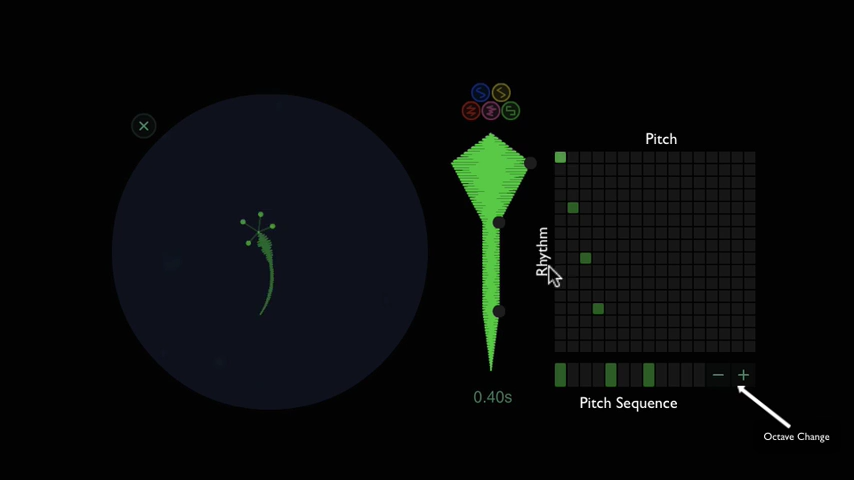 Pitch
Rhythm
0.40s
Pitch Sequence
Octave Change